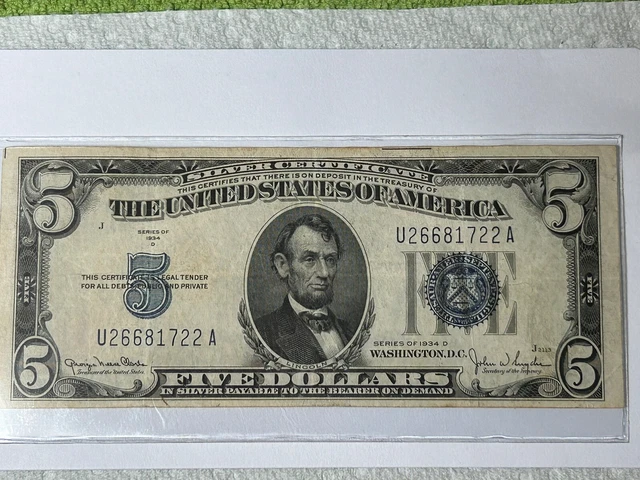 5 SILVER CERTIFICATE 5
THIS CERTIFIES THAT THERE IS ON DEPOSIT IN THE TREASURY OF
THE UNITED STATES OF AMERICA
J
SERIES OF
1934
D
U26681722A
THIS CERTIFICATE IS LEGAL TENDER
FOR ALL DEBTS PUBLIC AND PRIVATE
5
FIVE
U26681722A
SERIES OF 1934 D
WASHINGTON, D.C.
J
Treasurer of the United States.
Secretary of the Treasury
LINCOLN
5 FIVE DOLLARS 5
IN SILVER PAYABLE TO THE BEARER ON DEMAND